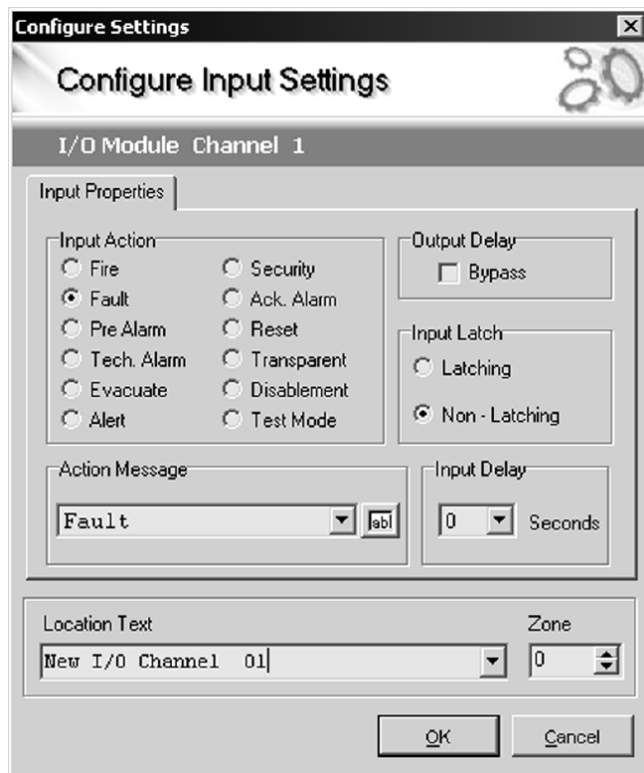 Configure Settings
Configure Input Settings
I/O Module Channel 1
Input Properties
Input Action
Fire
Fault
Pre Alarm
Tech. Alarm
Evacuate
Alert
Security
Ack. Alarm
Reset
Transparent
Disablement
Test Mode
Output Delay
Bypass
Input Latch
Latching
Non - Latching
Action Message
Fault
abl
Input Delay
0 Seconds
Location Text
New I/O Channel 01
Zone
0
OK
Cancel